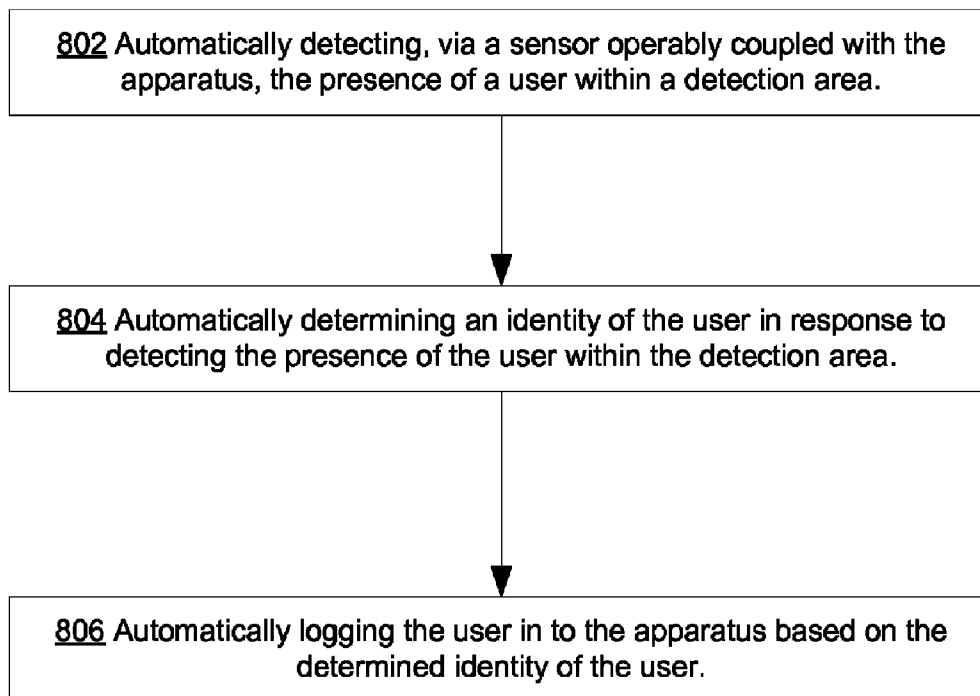 802 Automatically detecting, via a sensor operably coupled with the
apparatus, the presence of a user within a detection area.
804 Automatically determining an identity of the user in response to
detecting the presence of the user within the detection area.
806 Automatically logging the user in to the apparatus based on the
determined identity of the user.